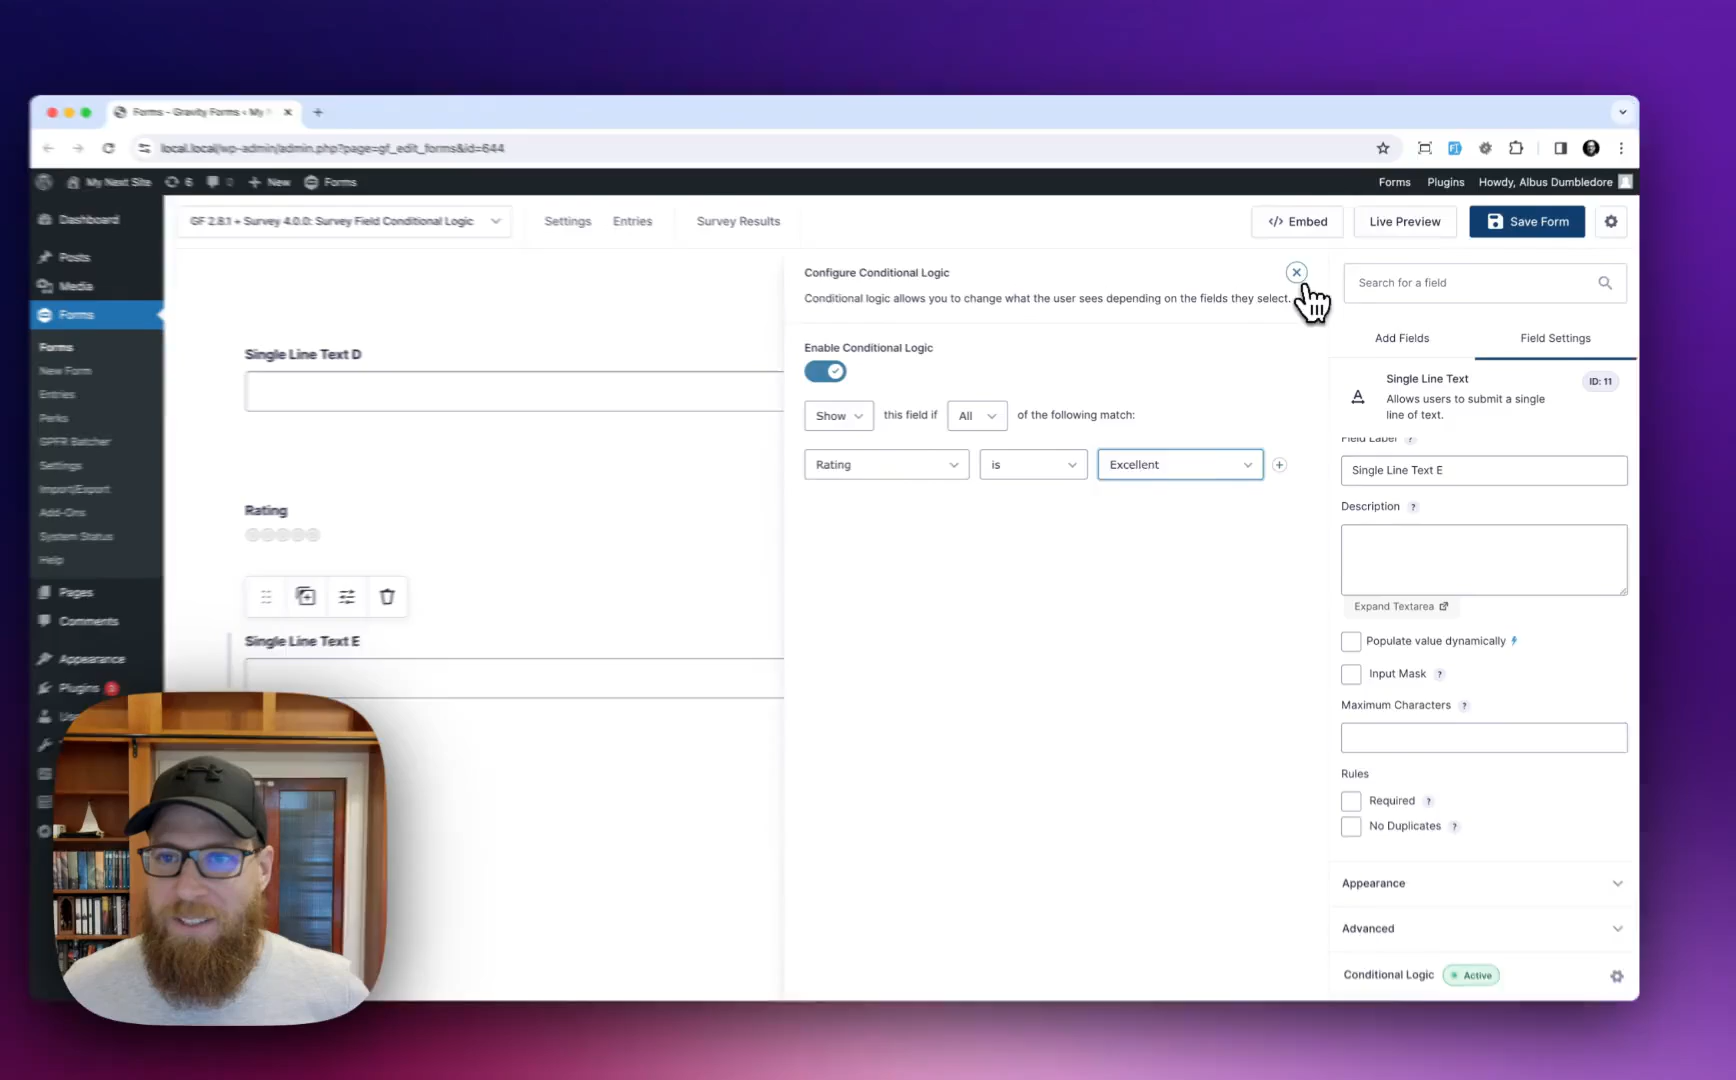 Forms - Gravity Forms ‹ My
local.local/wp-admin/admin.php?page=gf_edit_forms&id=644
My Next Site
6
0
New
Forms
Forms
Plugins
Howdy, Albus Dumbledore
Dashboard
Posts
Media
Forms
Forms
New Form
Entries
Perks
GPFR Batcher
Settings
Import/Export
Add-Ons
System Status
Help
Pages
Comments
Appearance
Plugins
GF 2.8.1 + Survey 4.0.0: Survey Field Conditional Logic
Settings
Entries
Survey Results
</> Embed
Live Preview
Save Form
Single Line Text D
Rating
Single Line Text E
Configure Conditional Logic
Conditional logic allows you to change what the user sees depending on the fields they select.
Enable Conditional Logic
Show this field if All of the following match:
Rating is Excellent
Search for a field
Add Fields
Field Settings
Single Line Text
ID: 11
Allows users to submit a single
line of text.
Field Label ?
Single Line Text E
Description ?
Expand Textarea
Populate value dynamically
Input Mask ?
Maximum Characters ?
Rules
Required ?
No Duplicates ?
Appearance
Advanced
Conditional Logic Active